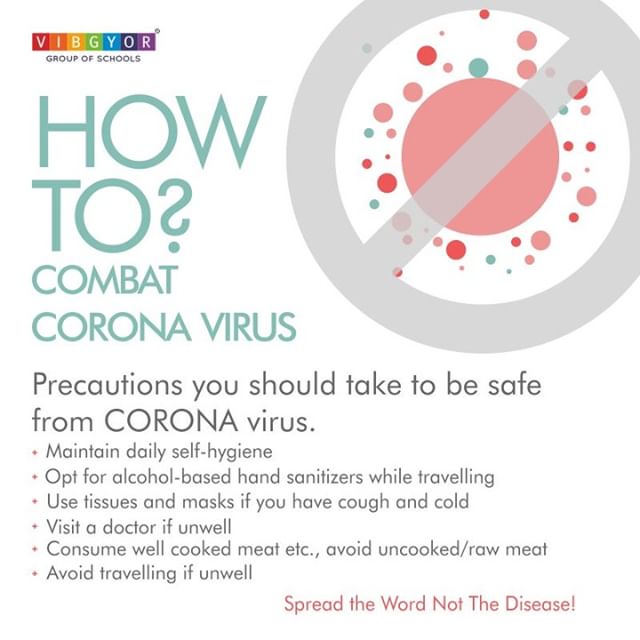 VIBGYOR®
GROUP OF SCHOOLS
HOW
TO?
COMBAT
CORONA VIRUS
Precautions you should take to be safe
from CORONA virus.
• Maintain daily self-hygiene
• Opt for alcohol-based hand sanitizers while travelling
• Use tissues and masks if you have cough and cold
• Visit a doctor if unwell
• Consume well cooked meat etc., avoid uncooked/raw meat
• Avoid travelling if unwell
Spread the Word Not The Disease!